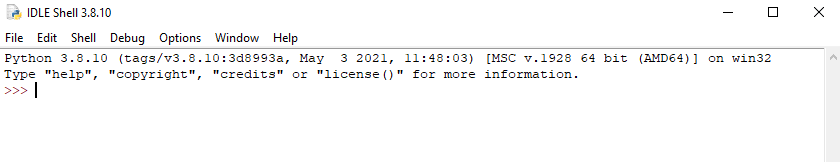 IDLE Shell 3.8.10
File Edit Shell Debug Options Window Help
Python 3.8.10 (tags/v3.8.10:3d8993a, May  3 2021, 11:48:03) [MSC v.1928 64 bit (AMD64)] on win32
Type "help", "copyright", "credits" or "license()" for more information.
>>>